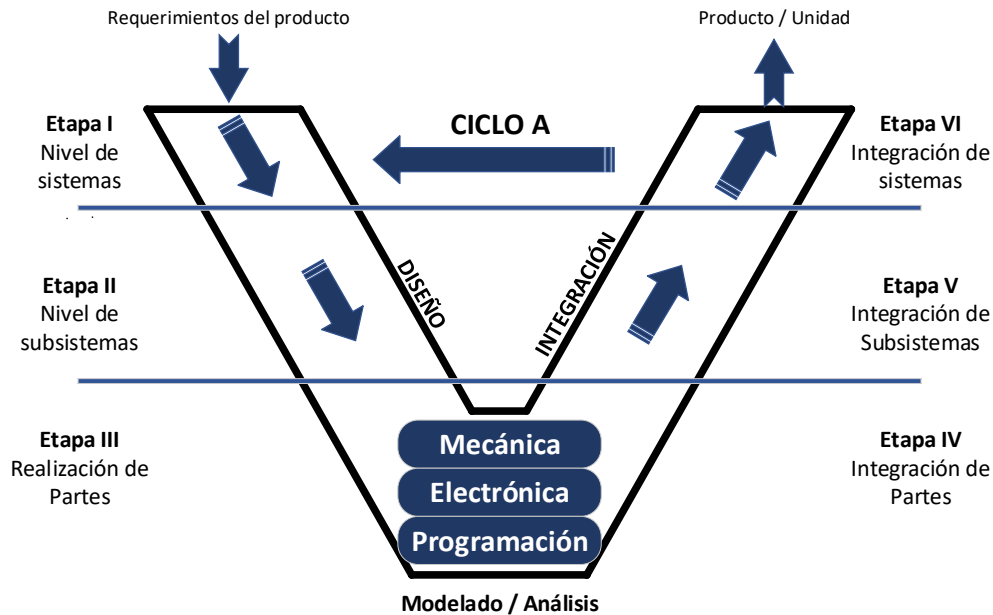 Requerimientos del producto
Producto / Unidad
Etapa I
Nivel de
sistemas
CICLO A
Etapa VI
Integración de
sistemas
Etapa II
Nivel de
subsistemas
DISEÑO
INTEGRACIÓN
Etapa V
Integración de
Subsistemas
Etapa III
Realización de
Partes
Mecánica
Electrónica
Programación
Etapa IV
Integración de
Partes
Modelado / Análisis